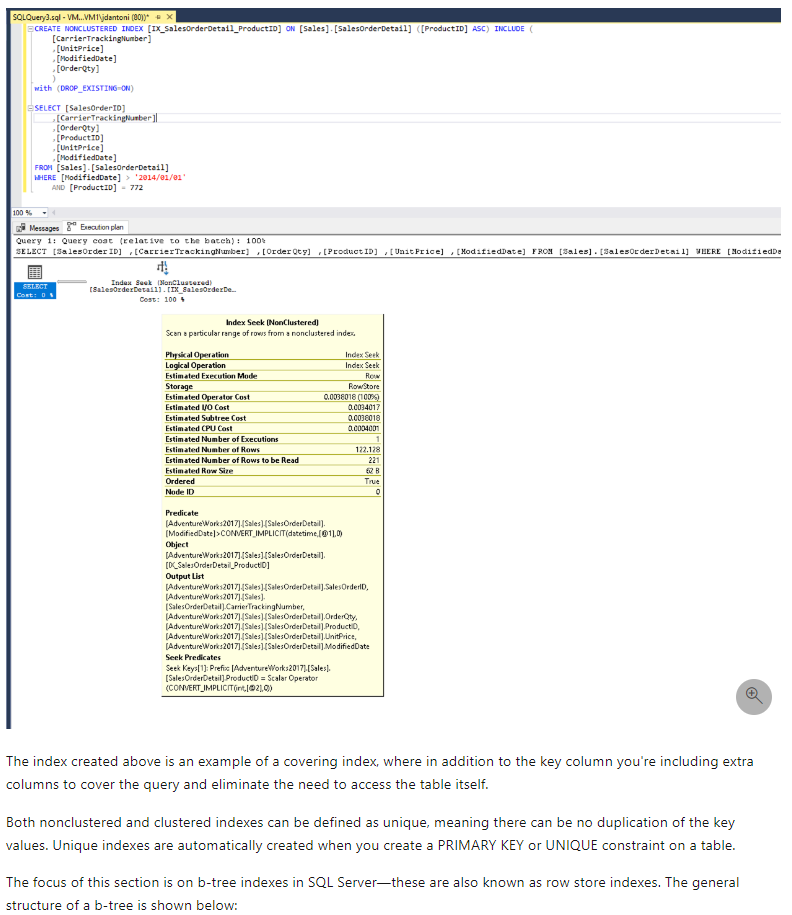 SQLQuery3.sql - VM...VM1\jdantoni (80))*
CREATE NONCLUSTERED INDEX [IX_SalesOrderDetail_ProductID] ON [Sales].[SalesOrderDetail] ([ProductID] ASC) INCLUDE (
[CarrierTrackingNumber]
,[UnitPrice]
,[ModifiedDate]
,[OrderQty]
)
with (DROP_EXISTING=ON)
SELECT [SalesOrderID]
,[CarrierTrackingNumber]
,[OrderQty]
,[ProductID]
,[UnitPrice]
,[ModifiedDate]
FROM [Sales].[SalesOrderDetail]
WHERE [ModifiedDate] > '2014/01/01'
AND [ProductID] = 772
100 %
Messages Execution plan
Query 1: Query cost (relative to the batch): 100%
SELECT [SalesOrderID] ,[CarrierTrackingNumber] ,[OrderQty] ,[ProductID] ,[UnitPrice] ,[ModifiedDate] FROM [Sales].[SalesOrderDetail] WHERE [ModifiedDa
SELECT
Cost: 0 %
Index Seek (NonClustered)
[SalesOrderDetail].[IX_SalesOrderDe…
Cost: 100 %
Index Seek (NonClustered)
Scan a particular range of rows from a nonclustered index.
Physical Operation Index Seek
Logical Operation Index Seek
Estimated Execution Mode Row
Storage RowStore
Estimated Operator Cost 0.0038018 (100%)
Estimated I/O Cost 0.0034017
Estimated Subtree Cost 0.0038018
Estimated CPU Cost 0.0004001
Estimated Number of Executions 1
Estimated Number of Rows 122.128
Estimated Number of Rows to be Read 221
Estimated Row Size 62 B
Ordered True
Node ID 0
Predicate
[AdventureWorks2017].[Sales].[SalesOrderDetail].
[ModifiedDate]>CONVERT_IMPLICIT(datetime,[@1],0)
Object
[AdventureWorks2017].[Sales].[SalesOrderDetail].
[IX_SalesOrderDetail_ProductID]
Output List
[AdventureWorks2017].[Sales].[SalesOrderDetail].SalesOrderID,
[AdventureWorks2017].[Sales].
[SalesOrderDetail].CarrierTrackingNumber,
[AdventureWorks2017].[Sales].[SalesOrderDetail].OrderQty,
[AdventureWorks2017].[Sales].[SalesOrderDetail].ProductID,
[AdventureWorks2017].[Sales].[SalesOrderDetail].UnitPrice,
[AdventureWorks2017].[Sales].[SalesOrderDetail].ModifiedDate
Seek Predicates
Seek Keys[1]: Prefix: [AdventureWorks2017].[Sales].
[SalesOrderDetail].ProductID = Scalar Operator
(CONVERT_IMPLICIT(int,[@2],0))
The index created above is an example of a covering index, where in addition to the key column you're including extra
columns to cover the query and eliminate the need to access the table itself.
Both nonclustered and clustered indexes can be defined as unique, meaning there can be no duplication of the key
values. Unique indexes are automatically created when you create a PRIMARY KEY or UNIQUE constraint on a table.
The focus of this section is on b-tree indexes in SQL Server—these are also known as row store indexes. The general
structure of a b-tree is shown below: